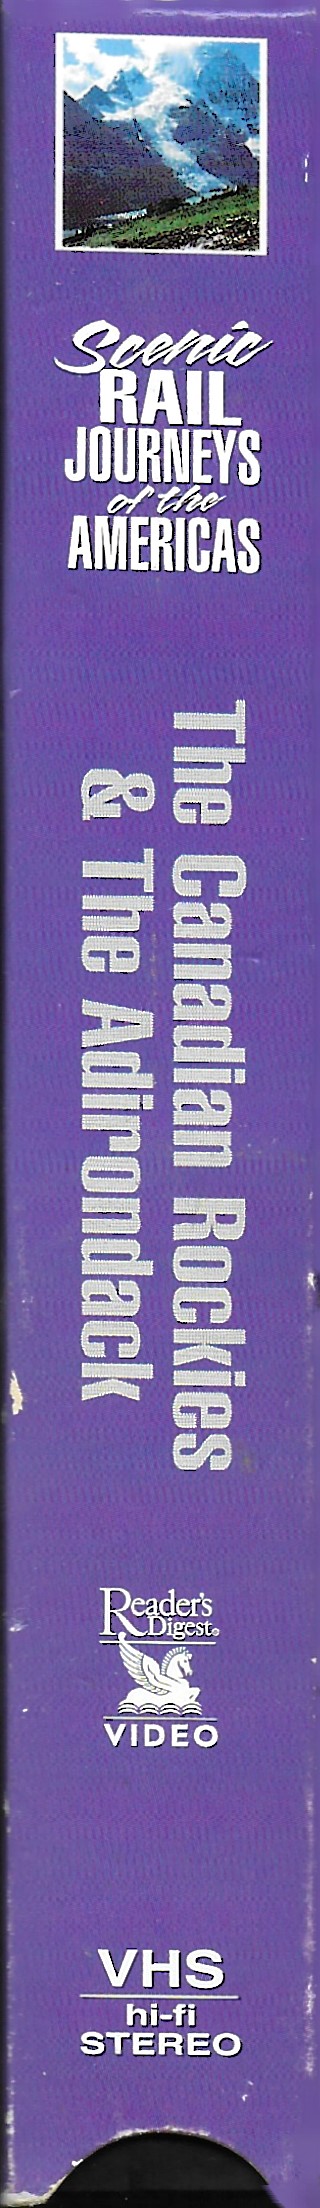 Scenic
RAIL
JOURNEYS
of the
AMERICAS
The Canadian Rockies
& The Adirondack
Reader's
Digest®
VIDEO
VHS
hi-fi
STEREO